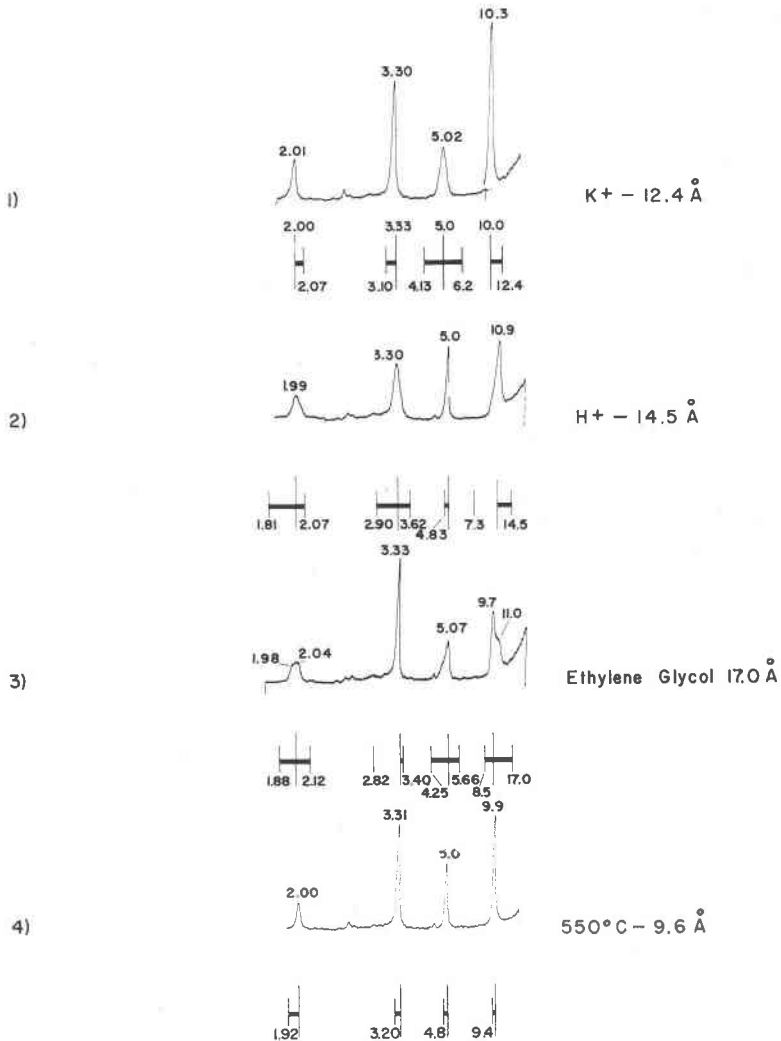 10.3
3.30
5.02
2.01
1) K+ – 12.4 Å
2.00 3.33 5.0 10.0
2.07 3.10 4.13 6.2 12.4
10.9
5.0
3.30
1.99
2) H+ – 14.5 Å
1.81 2.07 2.90 3.62 7.3 14.5
4.83
3.33
9.7
11.0
5.07
2.04
1.98
3) Ethylene Glycol 17.0 Å
1.88 2.12 2.82 3.40 5.66 17.0
4.25 8.5
3.31 9.9
5.0
2.00
4) 550°C – 9.6 Å
1.92 3.20 4.8 9.4